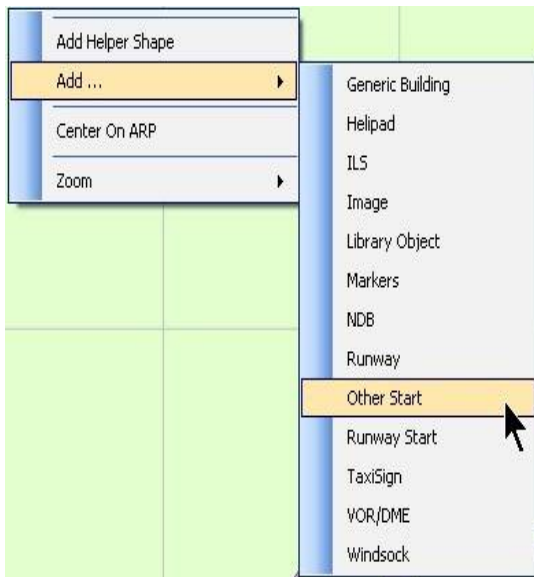 Add Helper Shape
Add ...
Center On ARP
Zoom
Generic Building
Helipad
ILS
Image
Library Object
Markers
NDB
Runway
Other Start
Runway Start
TaxiSign
VOR/DME
Windsock